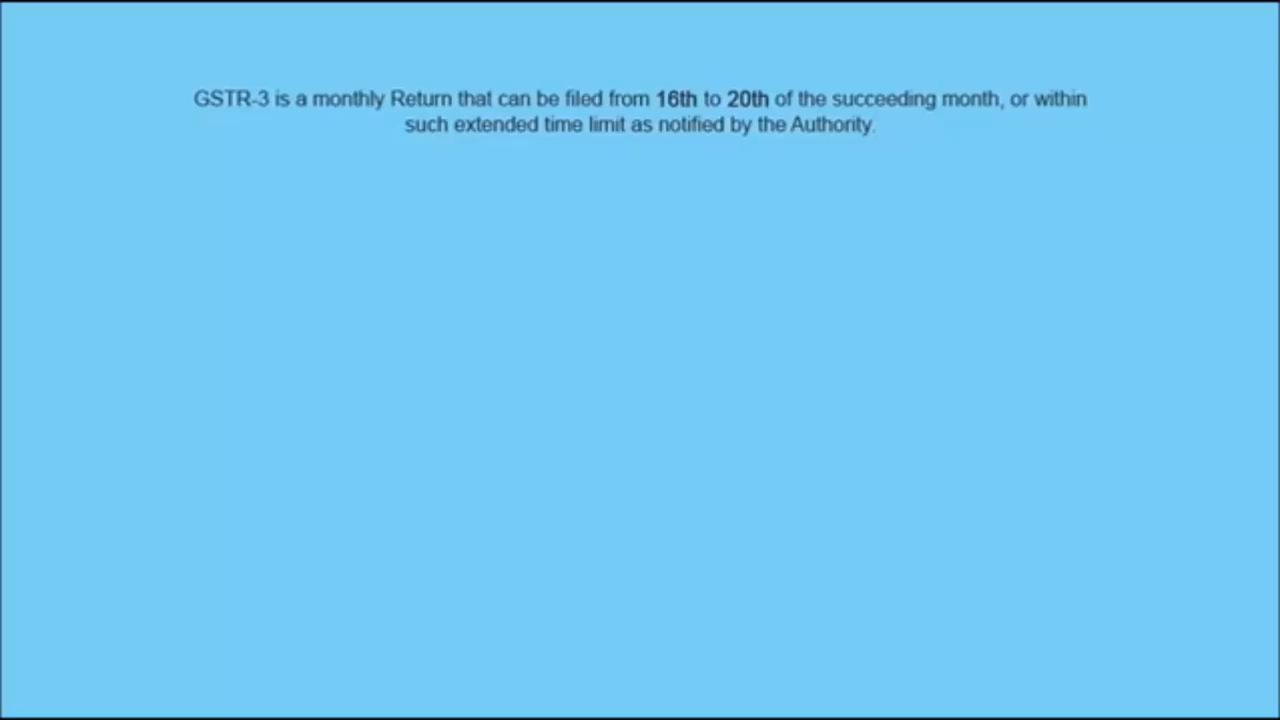 GSTR-3 is a monthly Return that can be filed from 16th to 20th of the succeeding month, or within
such extended time limit as notified by the Authority.